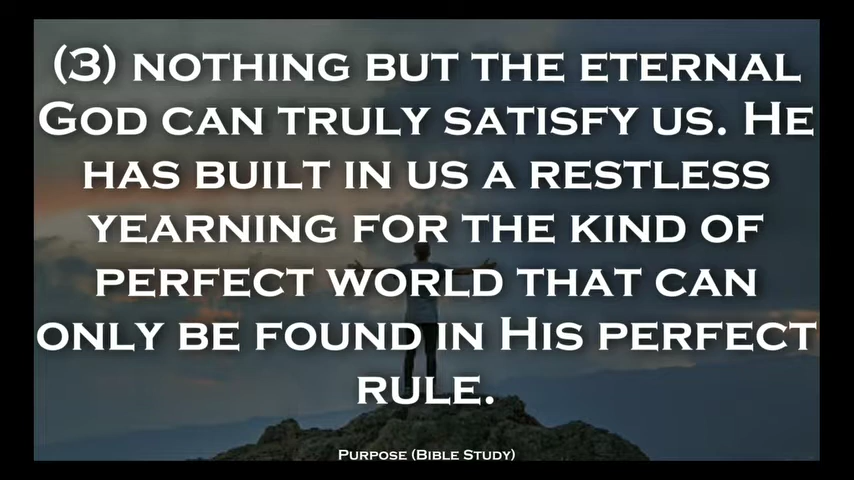 (3) NOTHING BUT THE ETERNAL
GOD CAN TRULY SATISFY US. HE
HAS BUILT IN US A RESTLESS
YEARNING FOR THE KIND OF
PERFECT WORLD THAT CAN
ONLY BE FOUND IN HIS PERFECT
RULE.
PURPOSE (BIBLE STUDY)